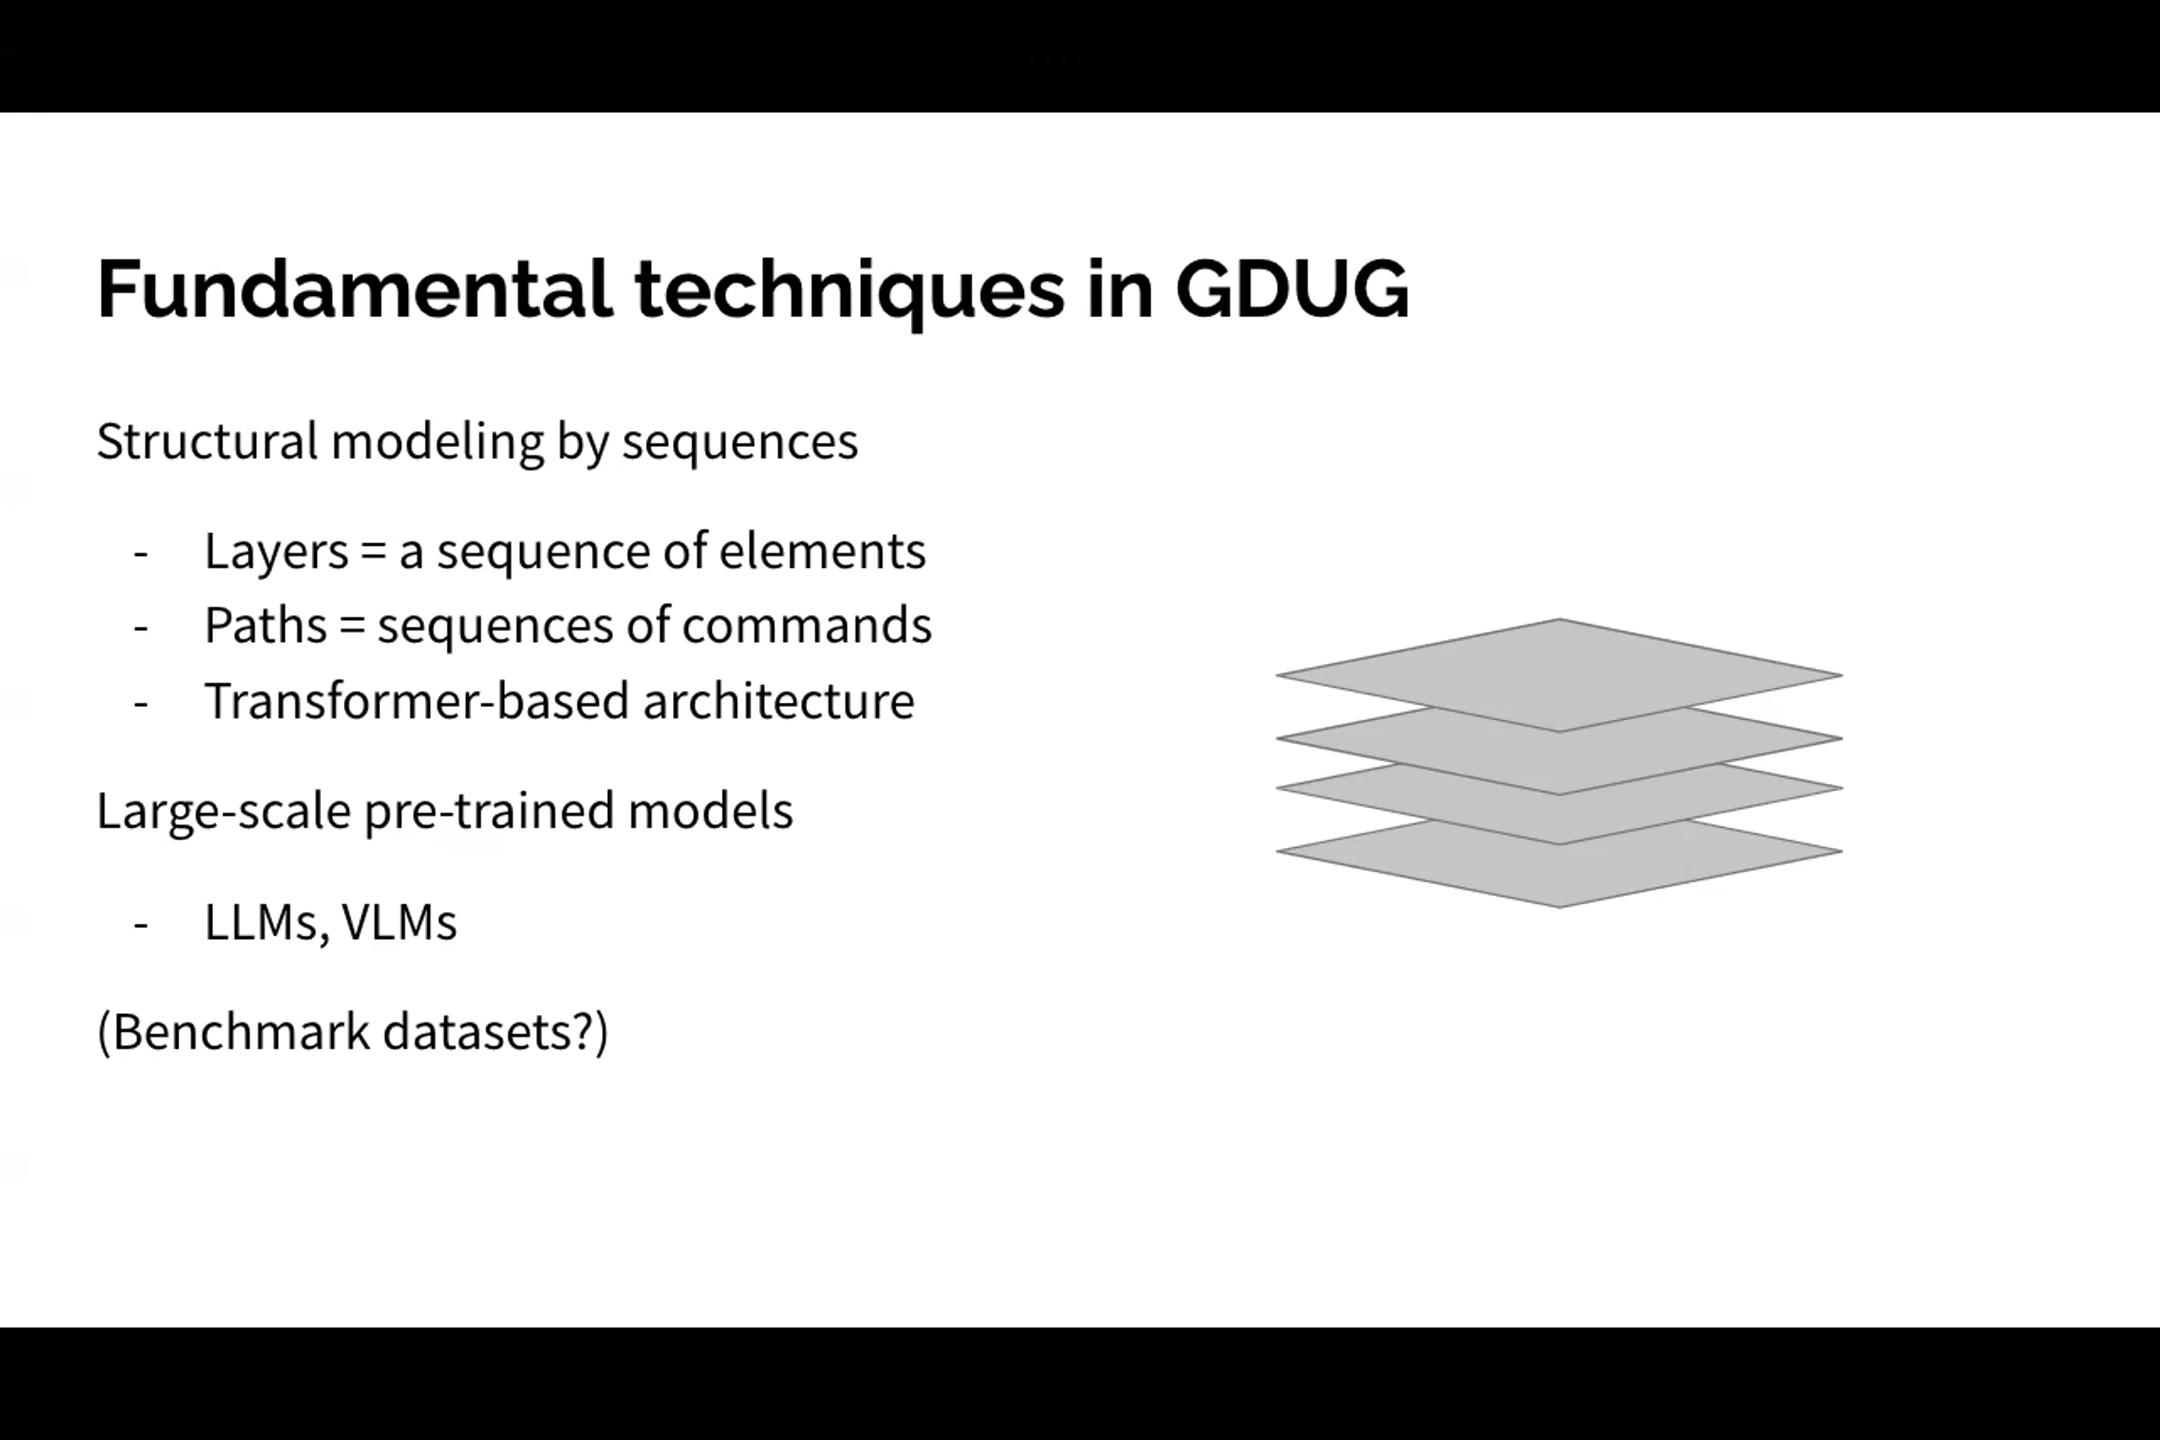 Fundamental techniques in GDUG
Structural modeling by sequences
- Layers = a sequence of elements
- Paths = sequences of commands
- Transformer-based architecture
Large-scale pre-trained models
- LLMs, VLMs
(Benchmark datasets?)